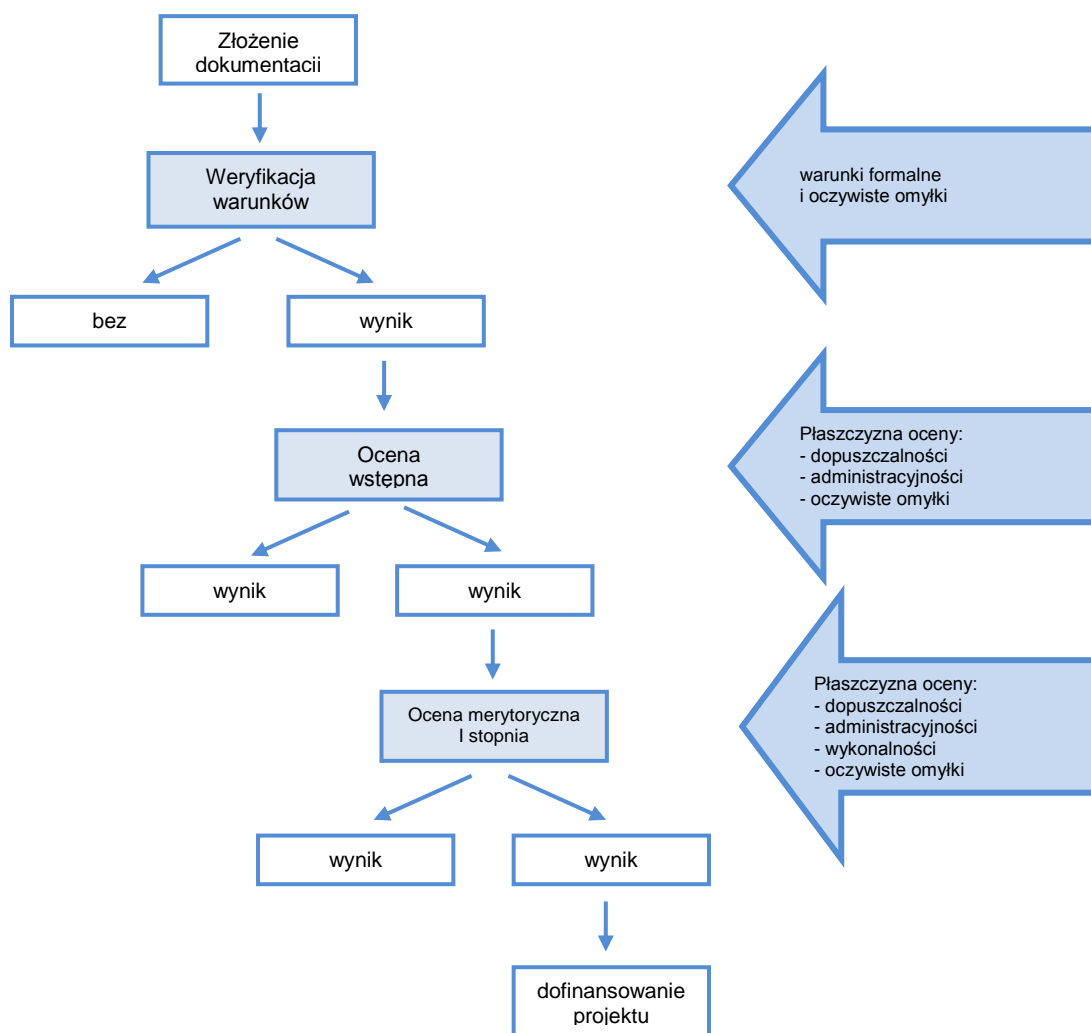 Złożenie
dokumentacji
Weryfikacja
warunków
warunki formalne
i oczywiste omyłki
bez
wynik
Ocena
wstępna
Płaszczyzna oceny:
- dopuszczalności
- administracyjności
- oczywiste omyłki
wynik
wynik
Ocena merytoryczna
I stopnia
Płaszczyzna oceny:
- dopuszczalności
- administracyjności
- wykonalności
- oczywiste omyłki
wynik
wynik
dofinansowanie
projektu